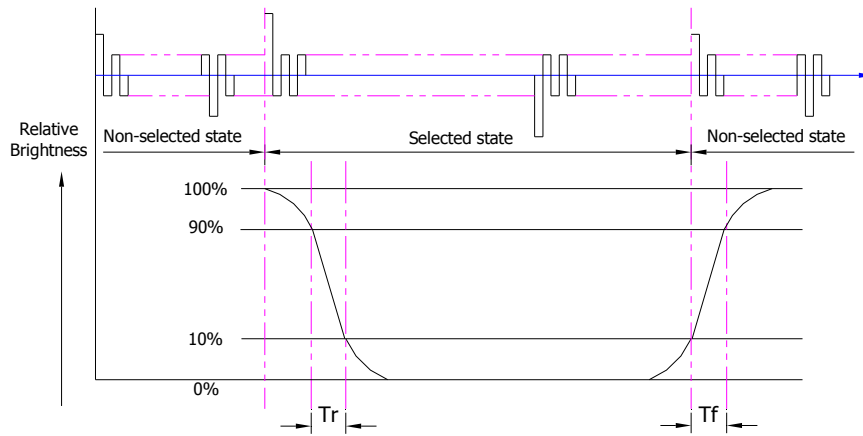 Relative
Brightness
Non-selected state
Selected state
Non-selected state
100%
90%
10%
0%
Tr
Tf